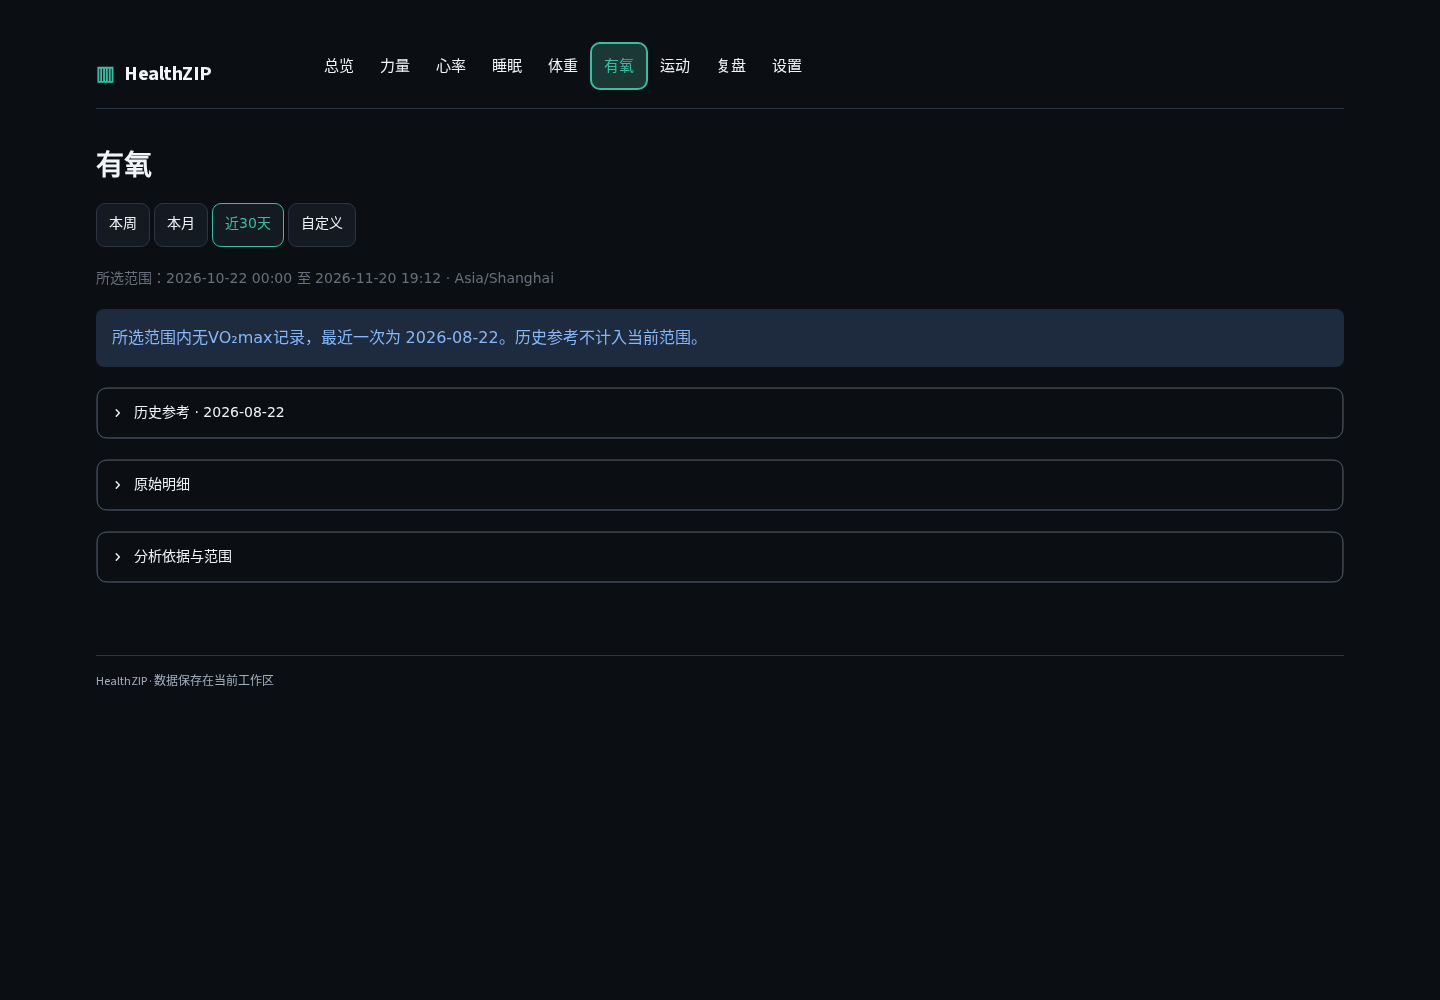 HealthZIP
总览 力量 心率 睡眠 体重 有氧 运动 复盘 设置
有氧
本周 本月 近30天 自定义
所选范围：2026-10-22 00:00 至 2026-11-20 19:12 · Asia/Shanghai
所选范围内无VO₂max记录，最近一次为 2026-08-22。历史参考不计入当前范围。
历史参考 · 2026-08-22
原始明细
分析依据与范围
HealthZIP · 数据保存在当前工作区